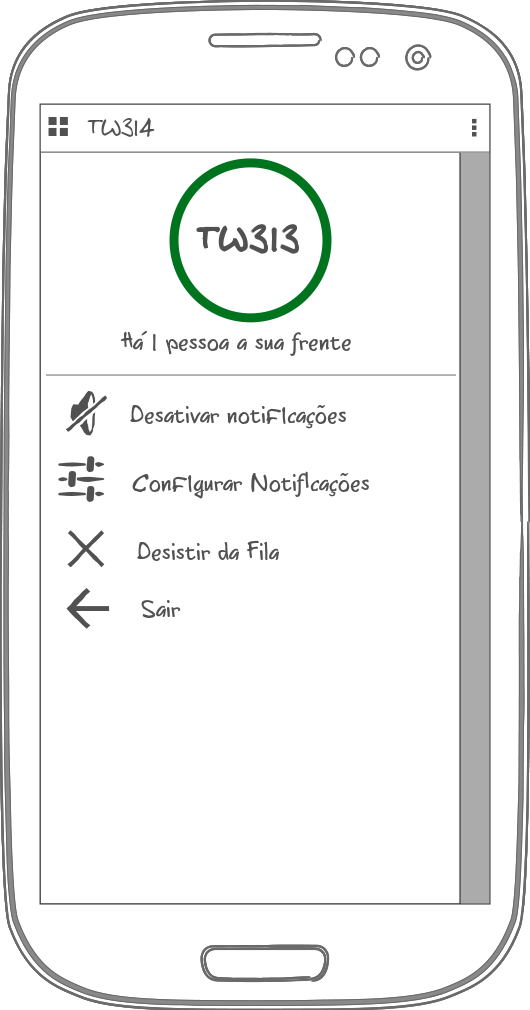 TW314
TW313
Há 1 pessoa a sua frente
Desativar notificações
Configurar Notificações
Desistir da Fila
Sair